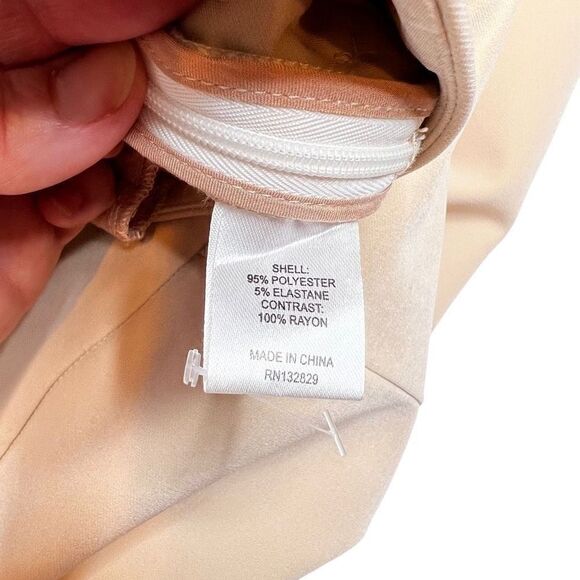 SHELL:
95% POLYESTER
5% ELASTANE
CONTRAST:
100% RAYON
MADE IN CHINA
RN132829